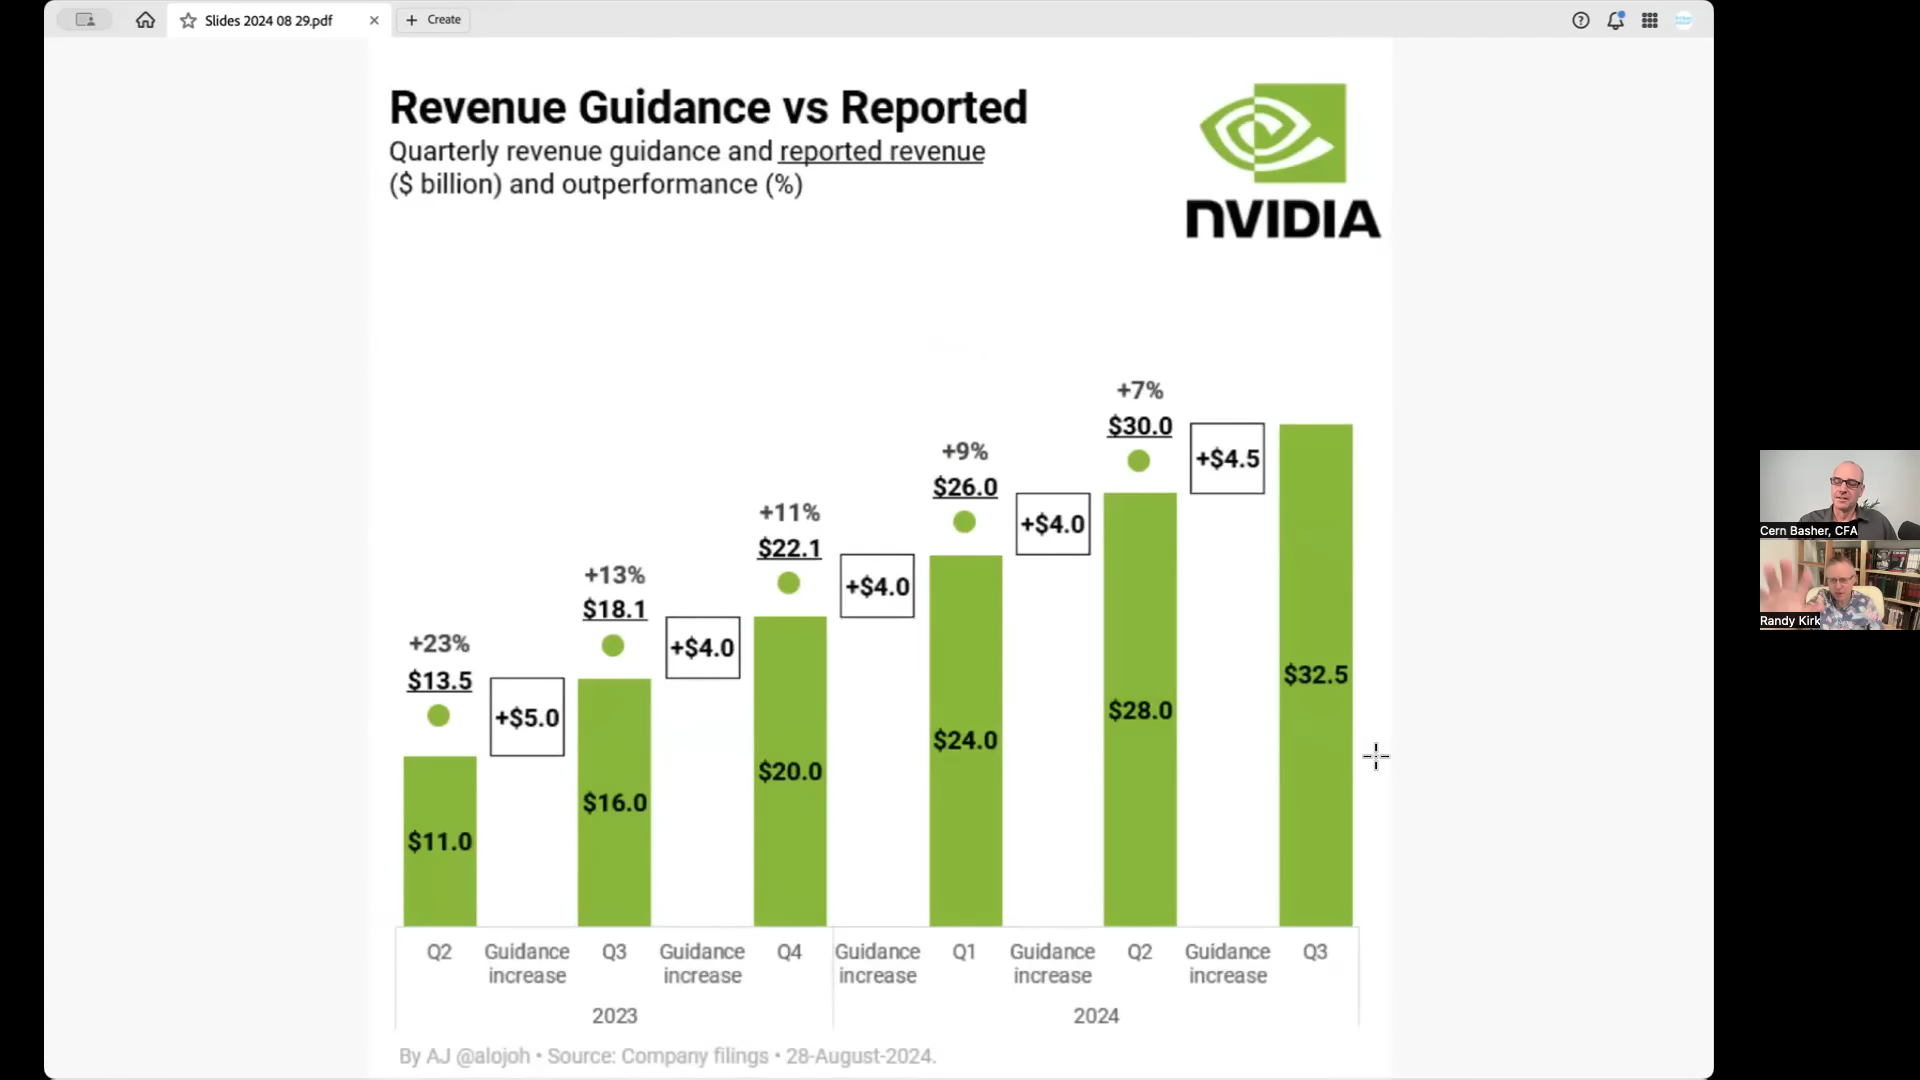 Slides 2024 08 29.pdf
Create
Revenue Guidance vs Reported
Quarterly revenue guidance and reported revenue
($ billion) and outperformance (%)
NVIDIA
+7%
$30.0
+$4.5
+9%
$26.0
+$4.0
+11%
$22.1
+$4.0
+13%
$18.1
+$4.0
+23%
$13.5
+$5.0
$11.0
$16.0
$20.0
$24.0
$28.0
$32.5
Q2
Guidance
increase
Q3
Guidance
increase
Q4
Guidance
increase
Q1
Guidance
increase
Q2
Guidance
increase
Q3
2023
2024
By AJ @alojoh • Source: Company filings • 28-August-2024.
Cern Basher, CFA
Randy Kirk